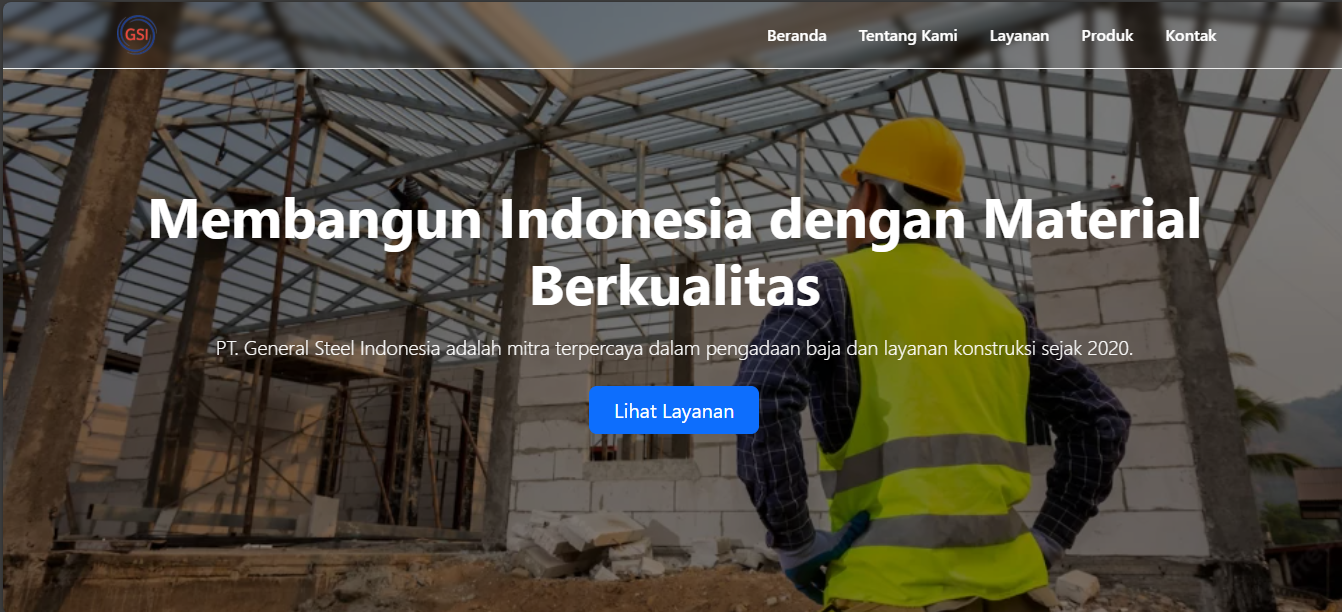 GSI
Beranda Tentang Kami Layanan Produk Kontak
Membangun Indonesia dengan Material
Berkualitas
PT. General Steel Indonesia adalah mitra terpercaya dalam pengadaan baja dan layanan konstruksi sejak 2020.
Lihat Layanan